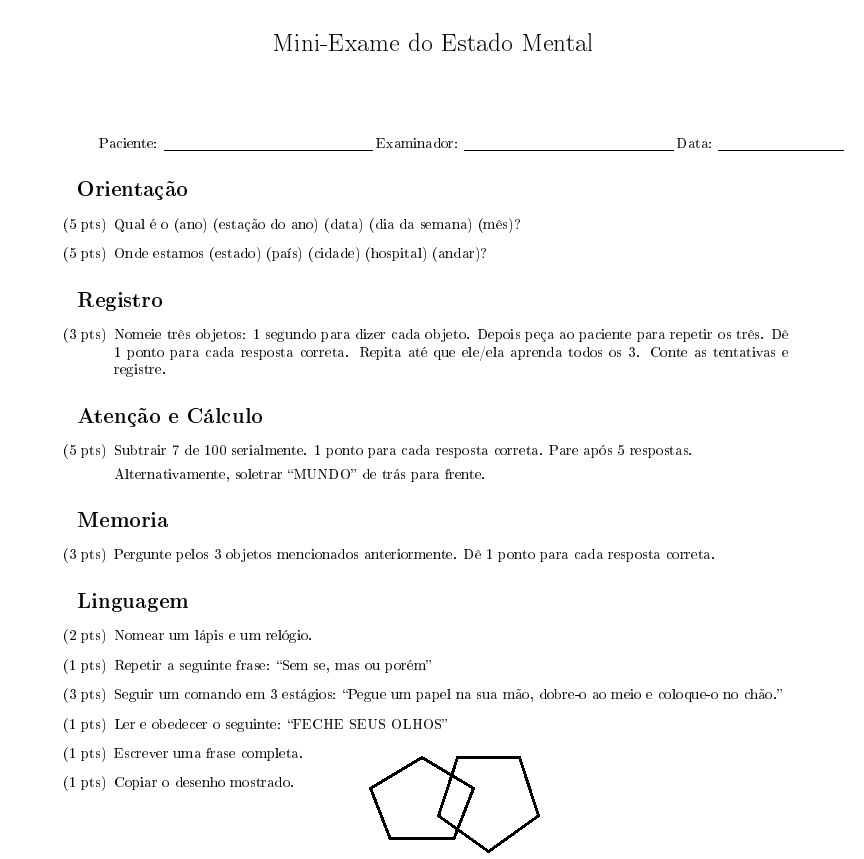 Mini-Exame do Estado Mental
Paciente: Examinador: Data:
Orientação
(5 pts) Qual é o (ano) (estação do ano) (data) (dia da semana) (mês)?
(5 pts) Onde estamos (estado) (país) (cidade) (hospital) (andar)?
Registro
(3 pts) Nomeie três objetos: 1 segundo para dizer cada objeto. Depois peça ao paciente para repetir os três. Dê
1 ponto para cada resposta correta. Repita até que ele/ela aprenda todos os 3. Conte as tentativas e
registre.
Atenção e Cálculo
(5 pts) Subtrair 7 de 100 serialmente. 1 ponto para cada resposta correta. Pare após 5 respostas.
Alternativamente, soletrar “MUNDO” de trás para frente.
Memoria
(3 pts) Pergunte pelos 3 objetos mencionados anteriormente. Dê 1 ponto para cada resposta correta.
Linguagem
(2 pts) Nomear um lápis e um relógio.
(1 pts) Repetir a seguinte frase: “Sem se, mas ou porém”
(3 pts) Seguir um comando em 3 estágios: “Pegue um papel na sua mão, dobre-o ao meio e coloque-o no chão.”
(1 pts) Ler e obedecer o seguinte: “FECHE SEUS OLHOS”
(1 pts) Escrever uma frase completa.
(1 pts) Copiar o desenho mostrado.